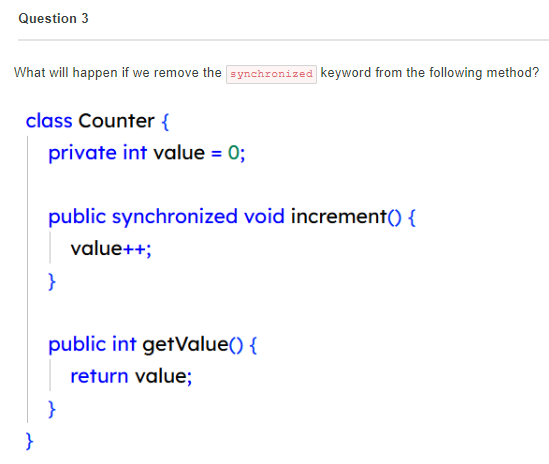 Question 3
What will happen if we remove the synchronized keyword from the following method?
class Counter {
private int value = 0;
public synchronized void increment() {
value++;
}
public int getValue() {
return value;
}
}